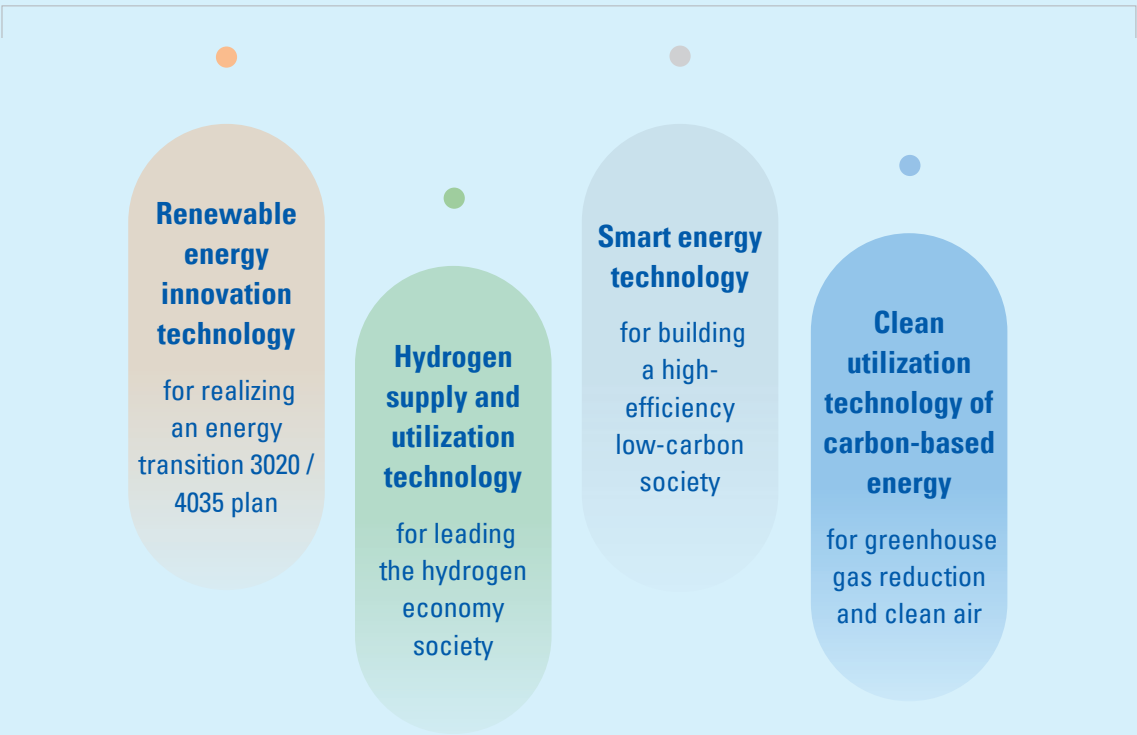 Renewable
energy
innovation
technology
for realizing
an energy
transition 3020 /
4035 plan
Hydrogen
supply and
utilization
technology
for leading
the hydrogen
economy
society
Smart energy
technology
for building
a high-
efficiency
low-carbon
society
Clean
utilization
technology of
carbon-based
energy
for greenhouse
gas reduction
and clean air